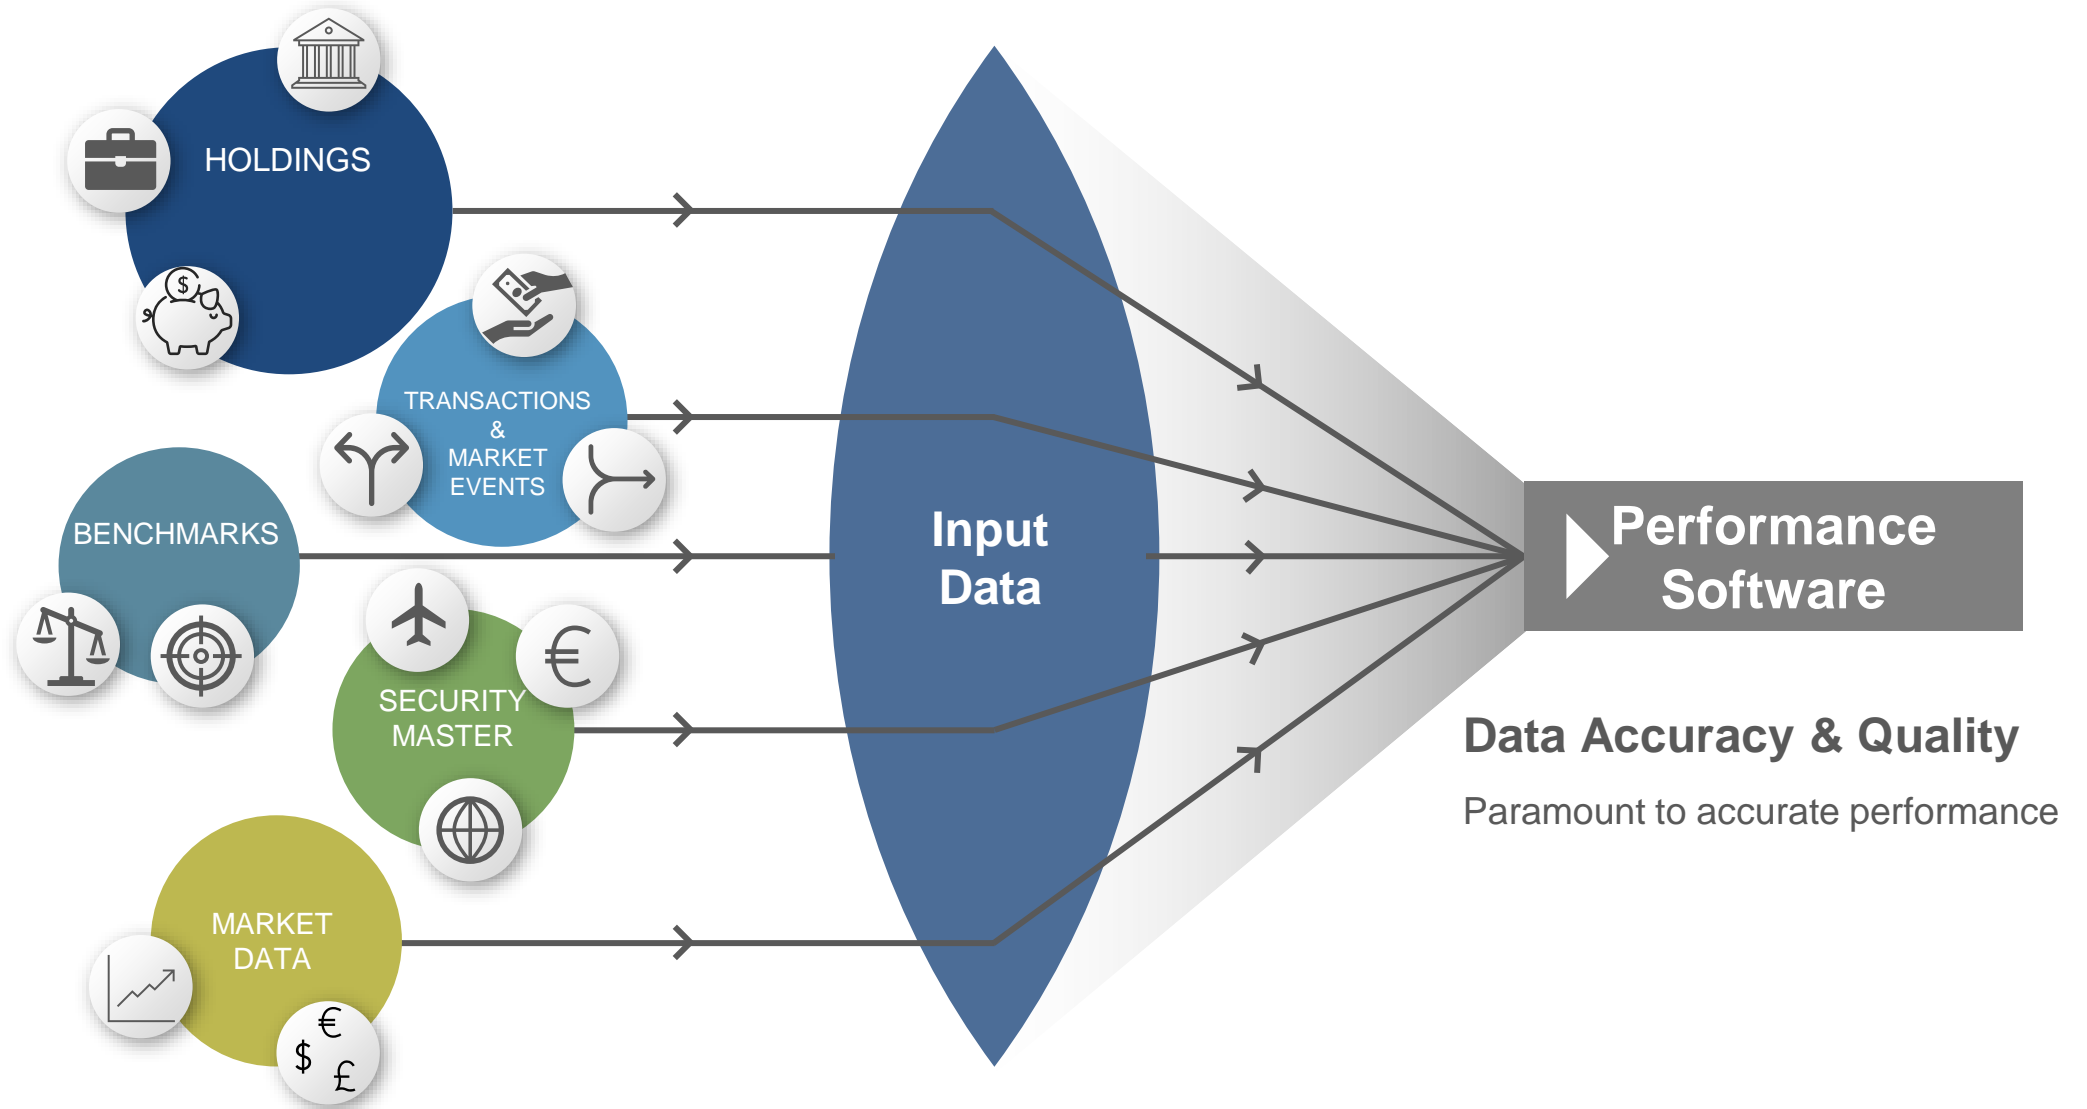 HOLDINGS
$
TRANSACTIONS
&
MARKET
EVENTS
BENCHMARKS
€
SECURITY
MASTER
MARKET
DATA
€
$
£
Input
Data
Performance
Software
Data Accuracy & Quality
Paramount to accurate performance